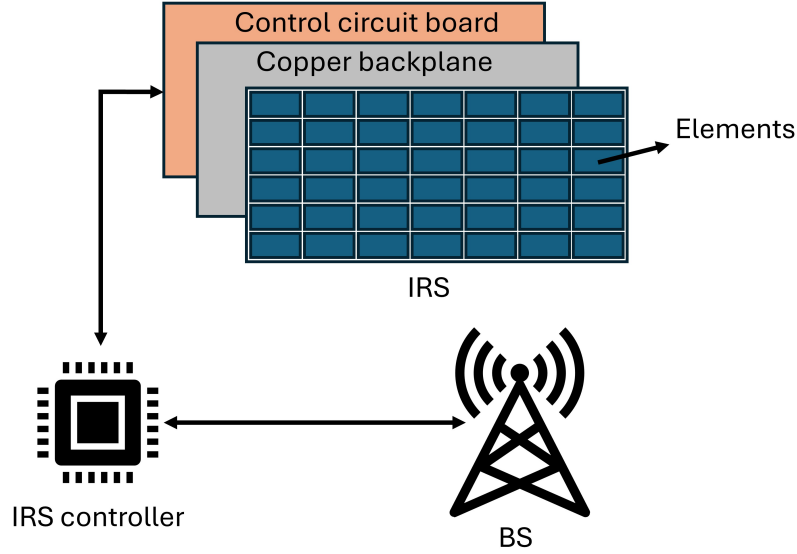 Control circuit board
Copper backplane
Elements
IRS
IRS controller
BS